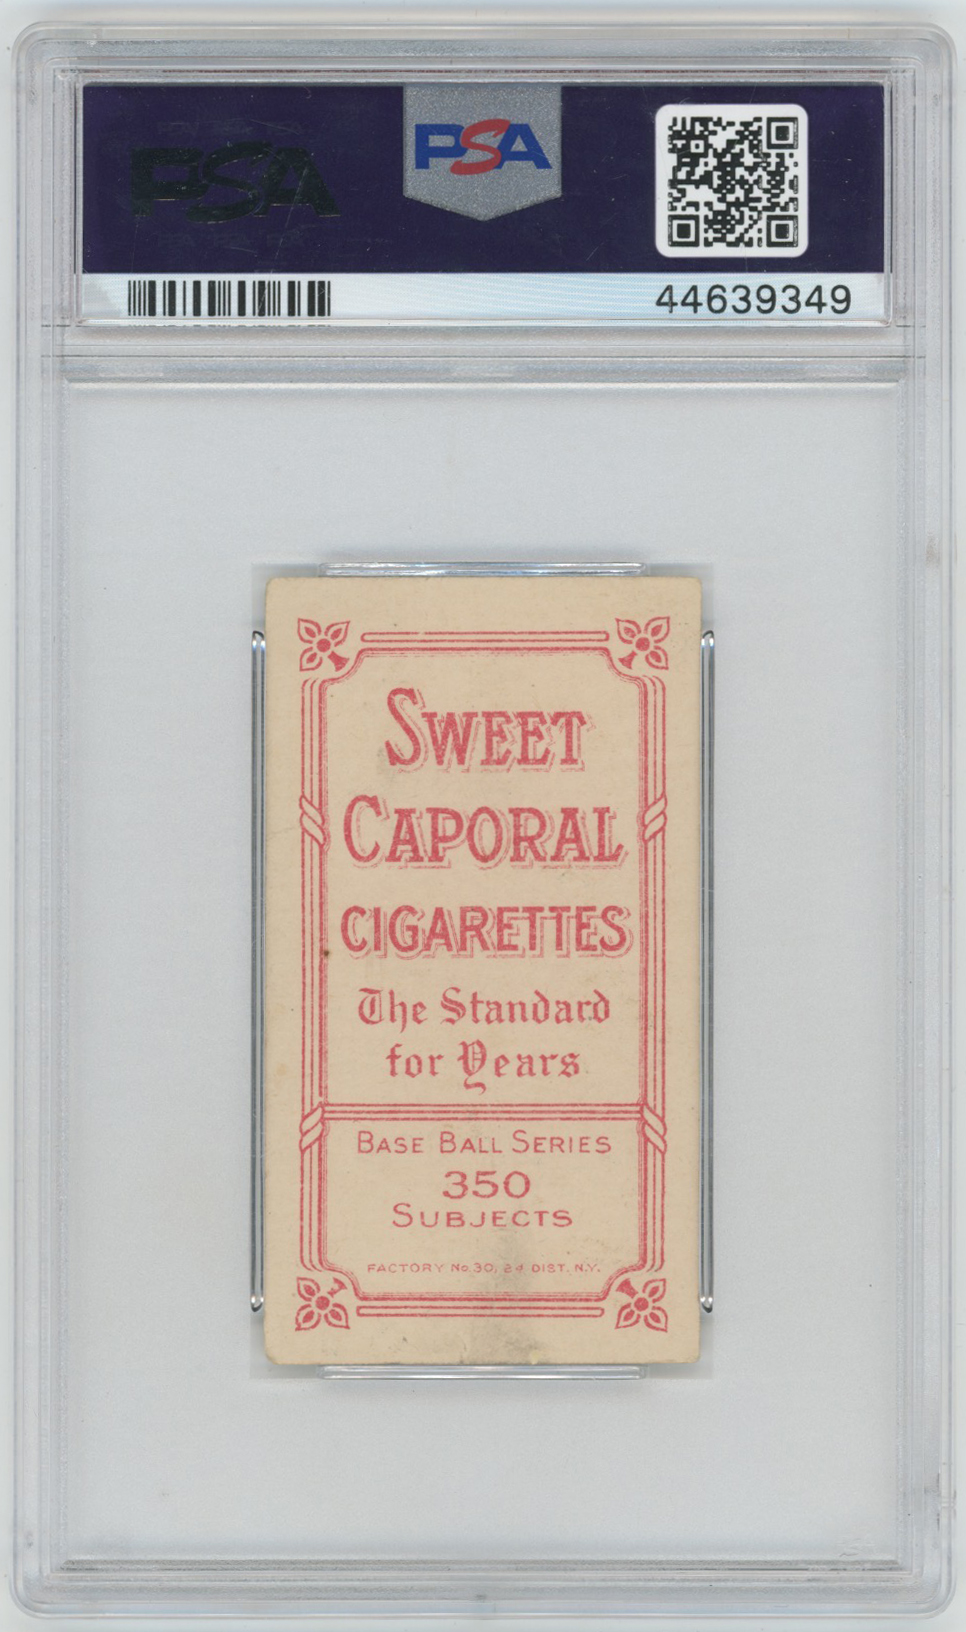 PSA
PSA
44639349
SWEET
CAPORAL
CIGARETTES
The Standard
for Years
BASE BALL SERIES
350
SUBJECTS
FACTORY No. 30, 2d DIST. N.Y.